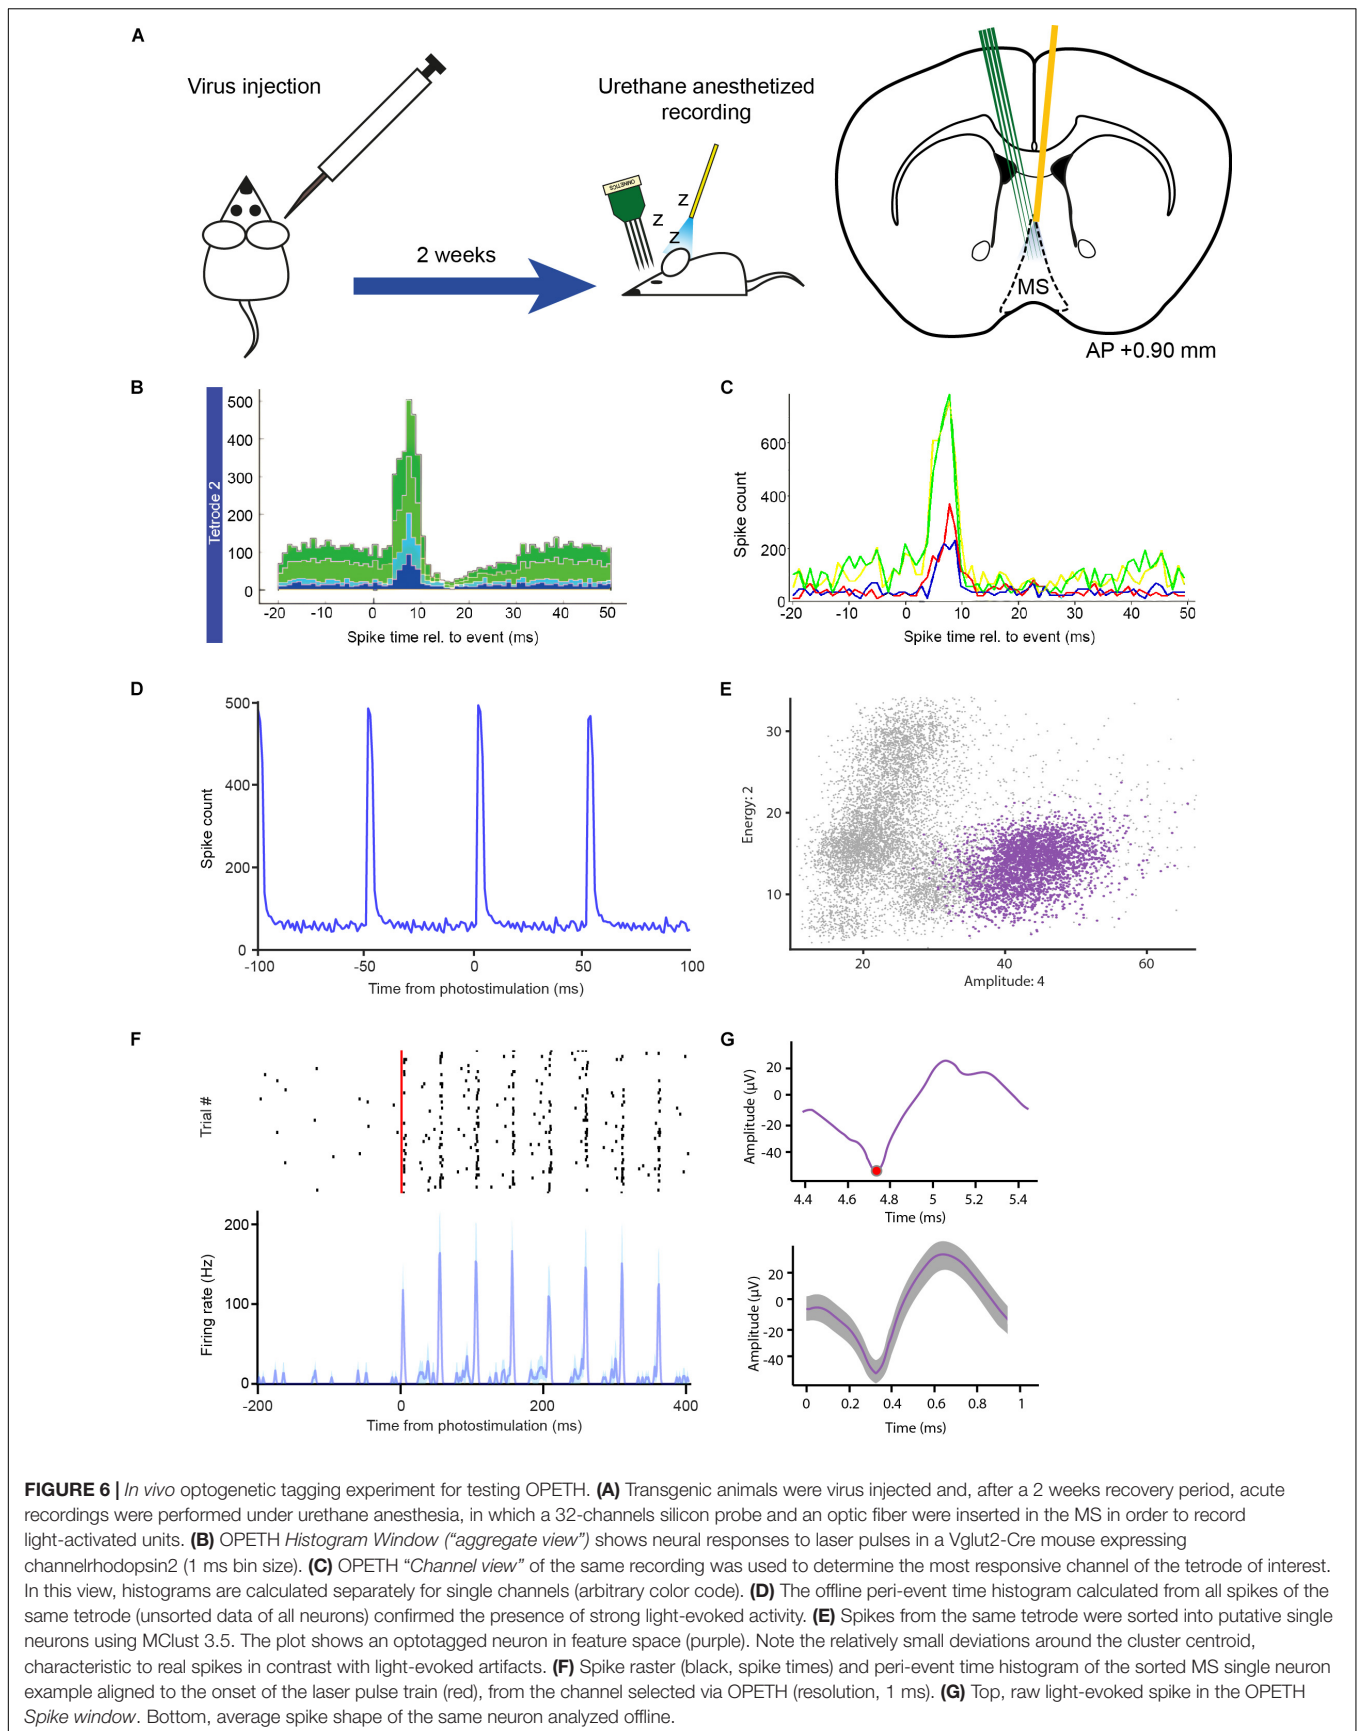 A
Virus injection
Urethane anesthetized
recording
OMNETICS
z
z
z
2 weeks
MS
AP +0.90 mm
B
Tetrode 2
500
400
300
200
100
0
-20
-10
0
10
20
30
40
50
Spike time rel. to event (ms)
C
Spike count
600
400
200
0
-20
-10
0
10
20
30
40
50
Spike time rel. to event (ms)
D
Spike count
500
400
200
0
-100
-50
0
50
100
Time from photostimulation (ms)
E
Energy: 2
30
20
10
20
40
60
Amplitude: 4
F
Trial #
Firing rate (Hz)
200
100
0
-200
0
200
400
Time from photostimulation (ms)
G
Amplitude (µV)
20
0
-20
-40
4.4
4.6
4.8
5
5.2
5.4
Time (ms)
Amplitude (µV)
20
0
-20
-40
0
0.2
0.4
0.6
0.8
1
Time (ms)
FIGURE 6 | In vivo optogenetic tagging experiment for testing OPETH. (A) Transgenic animals were virus injected and, after a 2 weeks recovery period, acute
recordings were performed under urethane anesthesia, in which a 32-channels silicon probe and an optic fiber were inserted in the MS in order to record
light-activated units. (B) OPETH Histogram Window (“aggregate view”) shows neural responses to laser pulses in a Vglut2-Cre mouse expressing
channelrhodopsin2 (1 ms bin size). (C) OPETH “Channel view” of the same recording was used to determine the most responsive channel of the tetrode of interest.
In this view, histograms are calculated separately for single channels (arbitrary color code). (D) The offline peri-event time histogram calculated from all spikes of the
same tetrode (unsorted data of all neurons) confirmed the presence of strong light-evoked activity. (E) Spikes from the same tetrode were sorted into putative single
neurons using MClust 3.5. The plot shows an optotagged neuron in feature space (purple). Note the relatively small deviations around the cluster centroid,
characteristic to real spikes in contrast with light-evoked artifacts. (F) Spike raster (black, spike times) and peri-event time histogram of the sorted MS single neuron
example aligned to the onset of the laser pulse train (red), from the channel selected via OPETH (resolution, 1 ms). (G) Top, raw light-evoked spike in the OPETH
Spike window. Bottom, average spike shape of the same neuron analyzed offline.